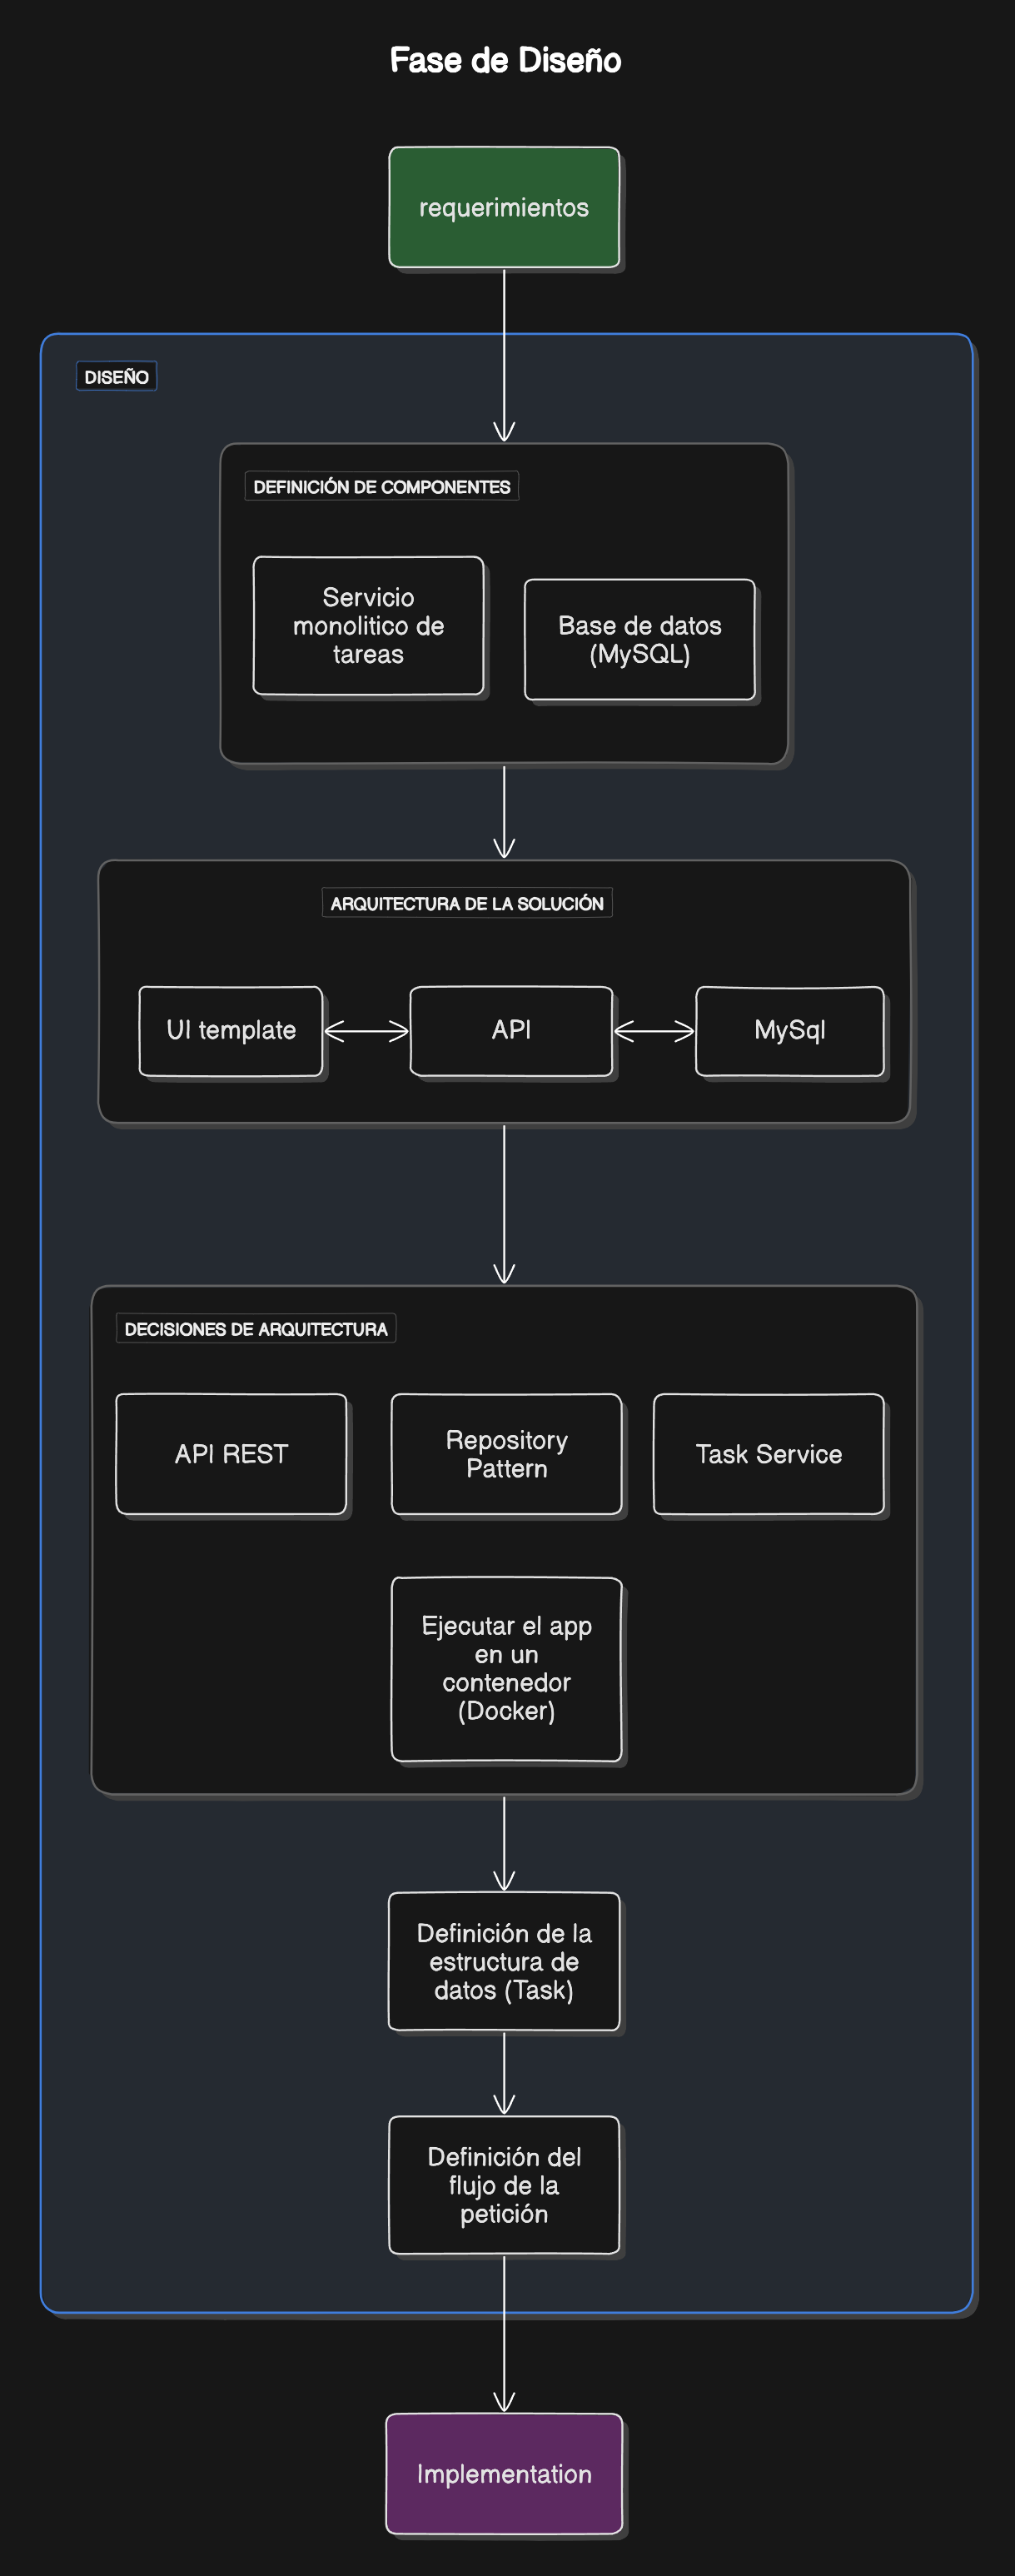 Fase de Diseño
requerimientos
DISEÑO
DEFINICIÓN DE COMPONENTES
Servicio
monolitico de
tareas
Base de datos
(MySQL)
ARQUITECTURA DE LA SOLUCIÓN
UI template
API
MySql
DECISIONES DE ARQUITECTURA
API REST
Repository
Pattern
Task Service
Ejecutar el app
en un
contenedor
(Docker)
Definición de la
estructura de
datos (Task)
Definición del
flujo de la
petición
Implementation